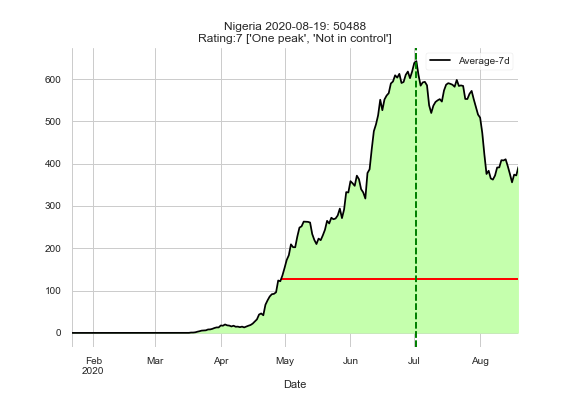 Nigeria 2020-08-19: 50488
Rating:7 ['One peak', 'Not in control']
Average-7d
600
500
400
300
200
100
0
Feb Mar Apr May Jun Jul Aug
2020
Date